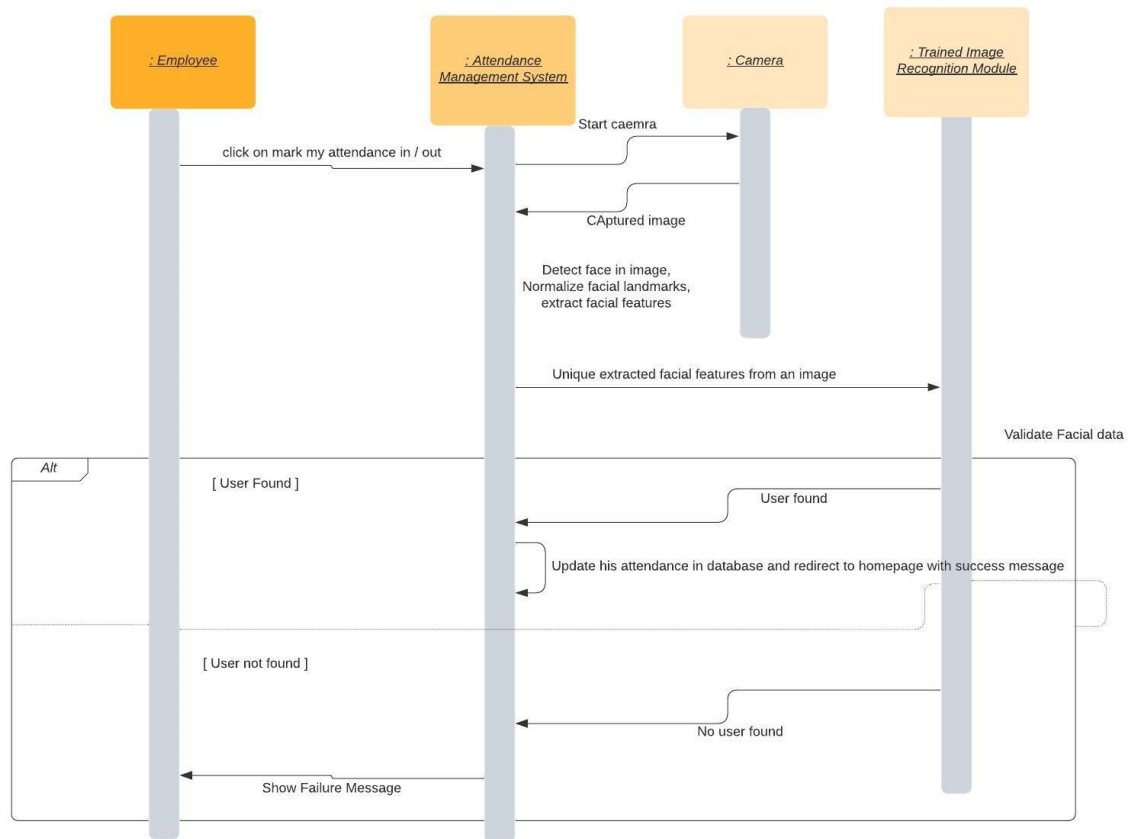 : Employee
: Attendance
Management System
: Camera
: Trained Image
Recognition Module
Start caemra
click on mark my attendance in / out
CAptured image
Detect face in image,
Normalize facial landmarks,
extract facial features
Unique extracted facial features from an image
Validate Facial data
Alt
[ User Found ]
User found
Update his attendance in database and redirect to homepage with success message
[ User not found ]
No user found
Show Failure Message